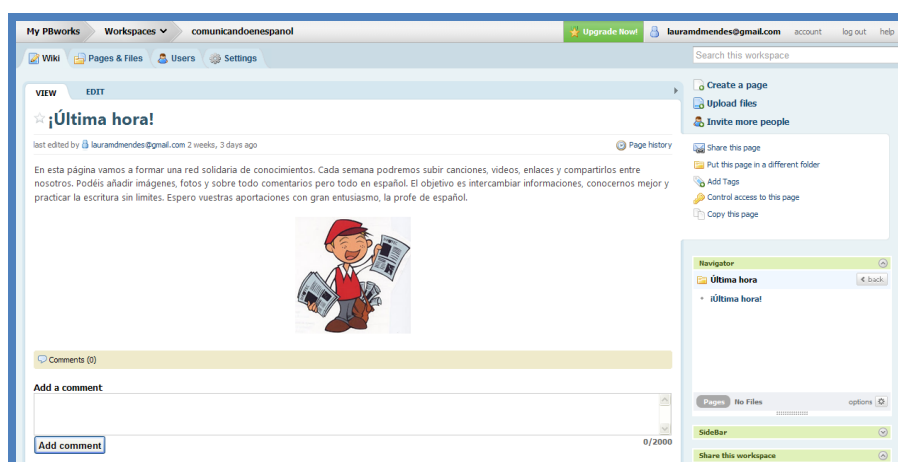 My PBworks Workspaces comunicandoenespanol Upgrade Now! lauramdmendes@gmail.com account log out help
Wiki Pages & Files Users Settings
Search this workspace
VIEW EDIT
¡Última hora!
last edited by lauramdmendes@gmail.com 2 weeks, 3 days ago Page history
En esta página vamos a formar una red solidaria de conocimientos. Cada semana podremos subir canciones, videos, enlaces y compartirlos entre
nosotros. Podéis añadir imágenes, fotos y sobre todo comentarios pero todo en español. El objetivo es intercambiar informaciones, conocernos mejor y
practicar la escritura sin limites. Espero vuestras aportaciones con gran entusiasmo, la profe de español.
Comments (0)
Add a comment
Add comment
0/2000
Create a page
Upload files
Invite more people
Share this page
Put this page in a different folder
Add Tags
Control access to this page
Copy this page
Navigator
Última hora back
¡Última hora!
Pages No Files options
SideBar
Share this workspace